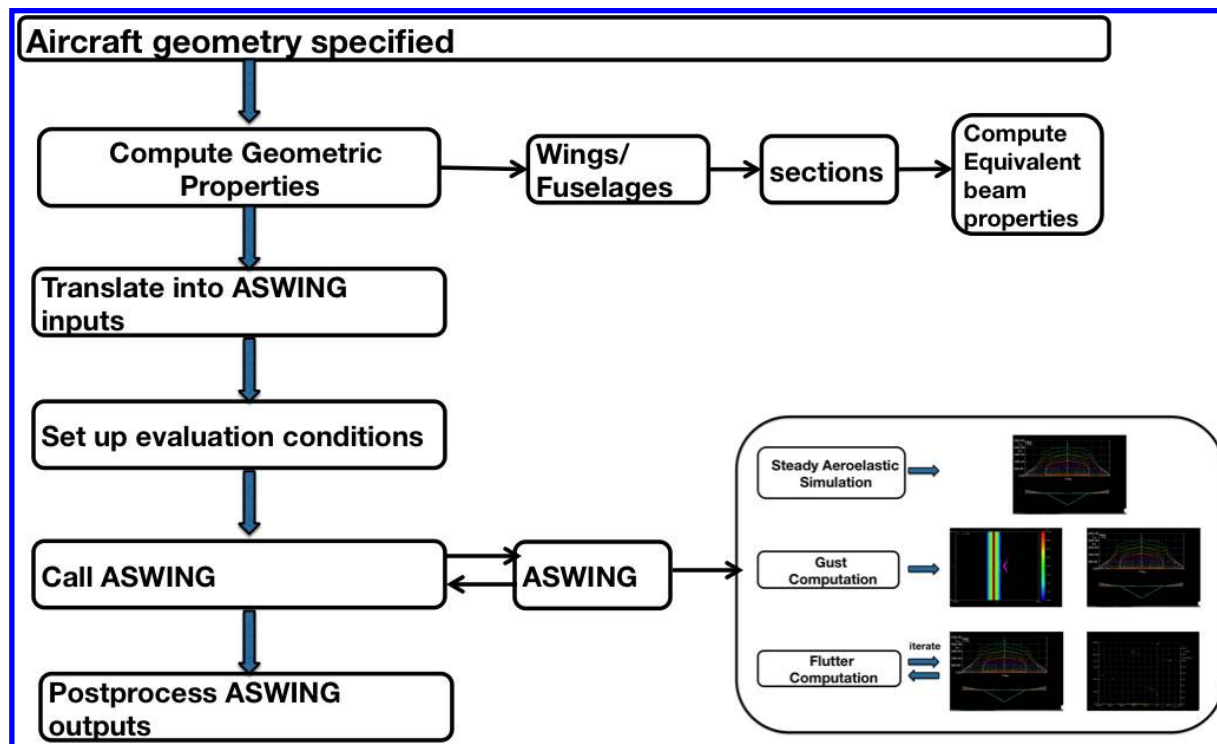 Aircraft geometry specified
Compute Geometric
Properties
Wings/
Fuselages
sections
Compute
Equivalent
beam
properties
Translate into ASWING
inputs
Set up evaluation conditions
Call ASWING
ASWING
Steady Aeroelastic
Simulation
Gust
Computation
Flutter
Computation
iterate
Postprocess ASWING
outputs